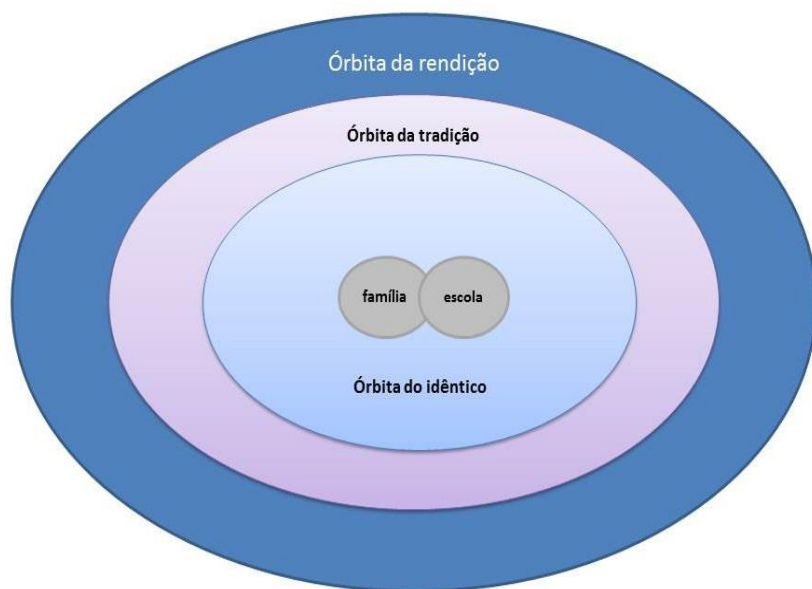 Órbita da rendição
Órbita da tradição
família
escola
Órbita do idêntico